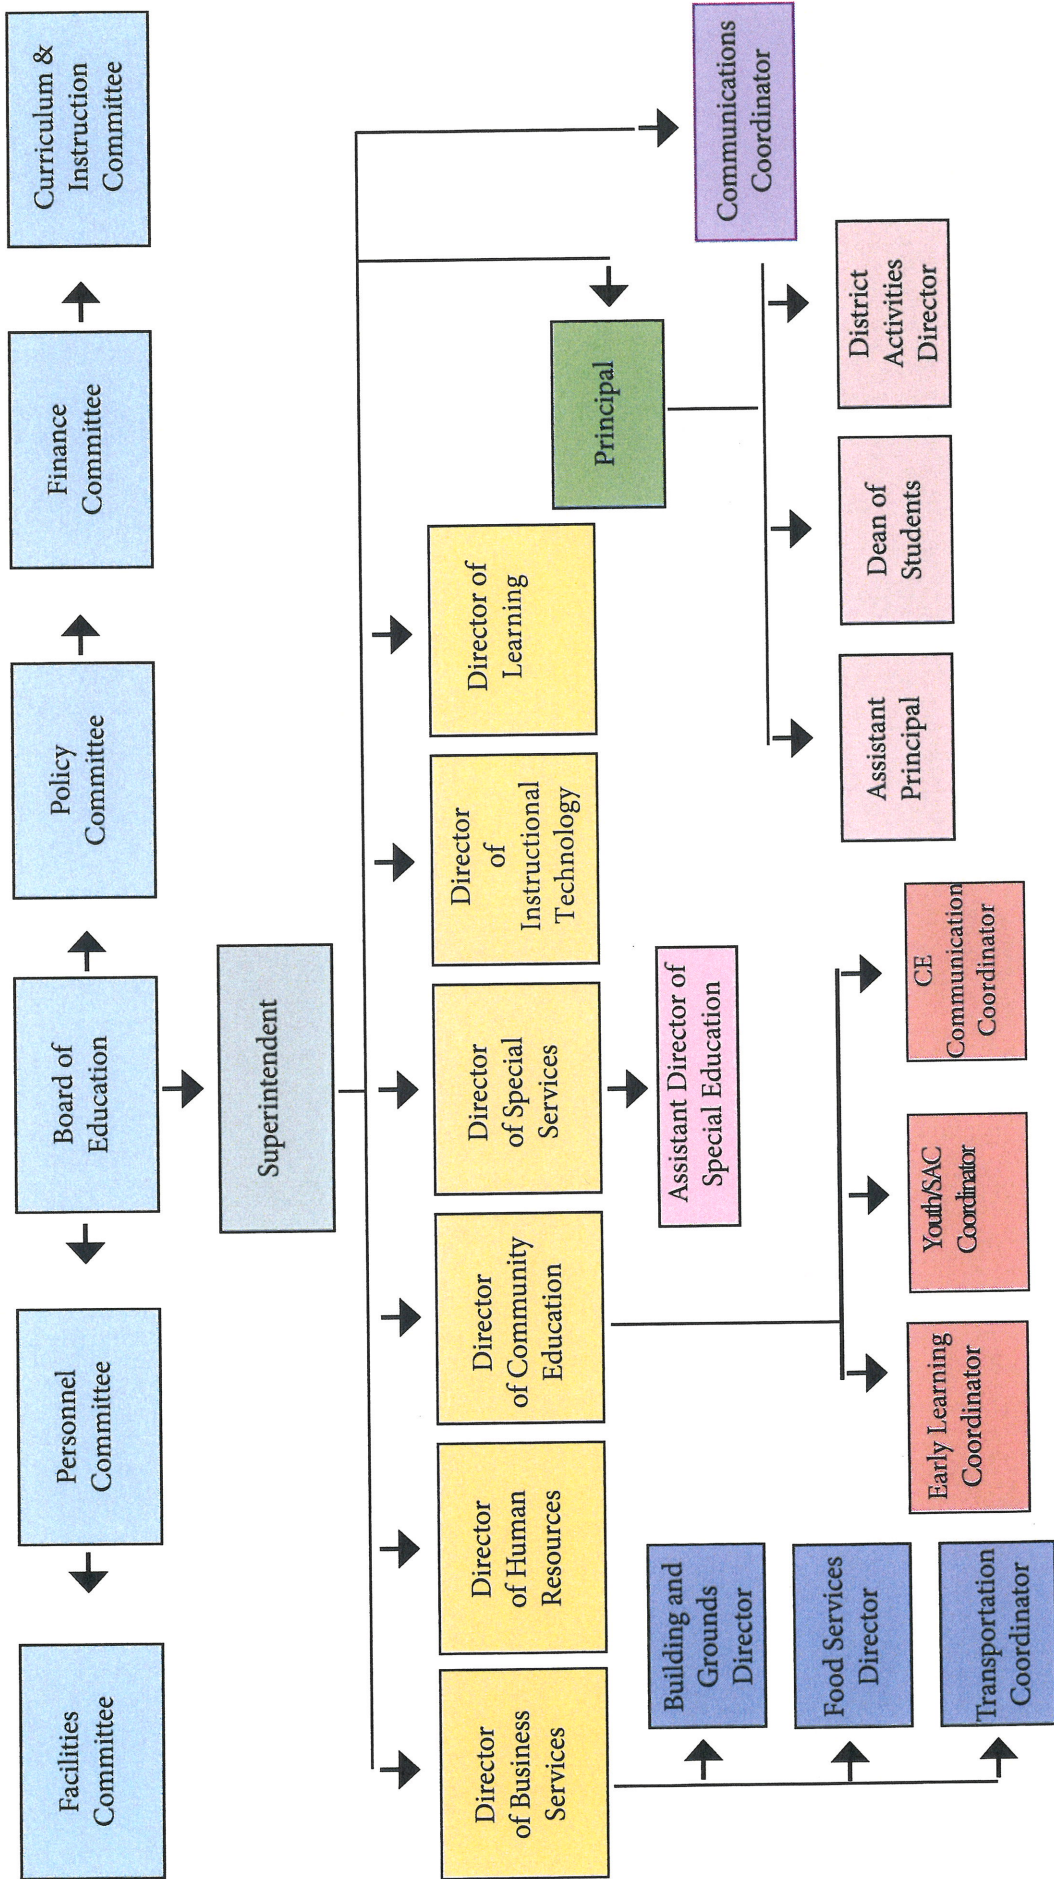 Facilities
Committee
Personnel
Committee
Board of
Education
Policy
Committee
Finance
Committee
Curriculum &
Instruction
Committee
Superintendent
Director
of Business
Services
Director
of Human
Resources
Director
of Community
Education
Director
of Special
Services
Director
of
Instructional
Technology
Director of
Learning
Principal
Communications
Coordinator
Building and
Grounds
Director
Food Services
Director
Transportation
Coordinator
Assistant Director of
Special Education
Early Learning
Coordinator
Youth/SAC
Coordinator
CE
Communication
Coordinator
Assistant
Principal
Dean of
Students
District
Activities
Director